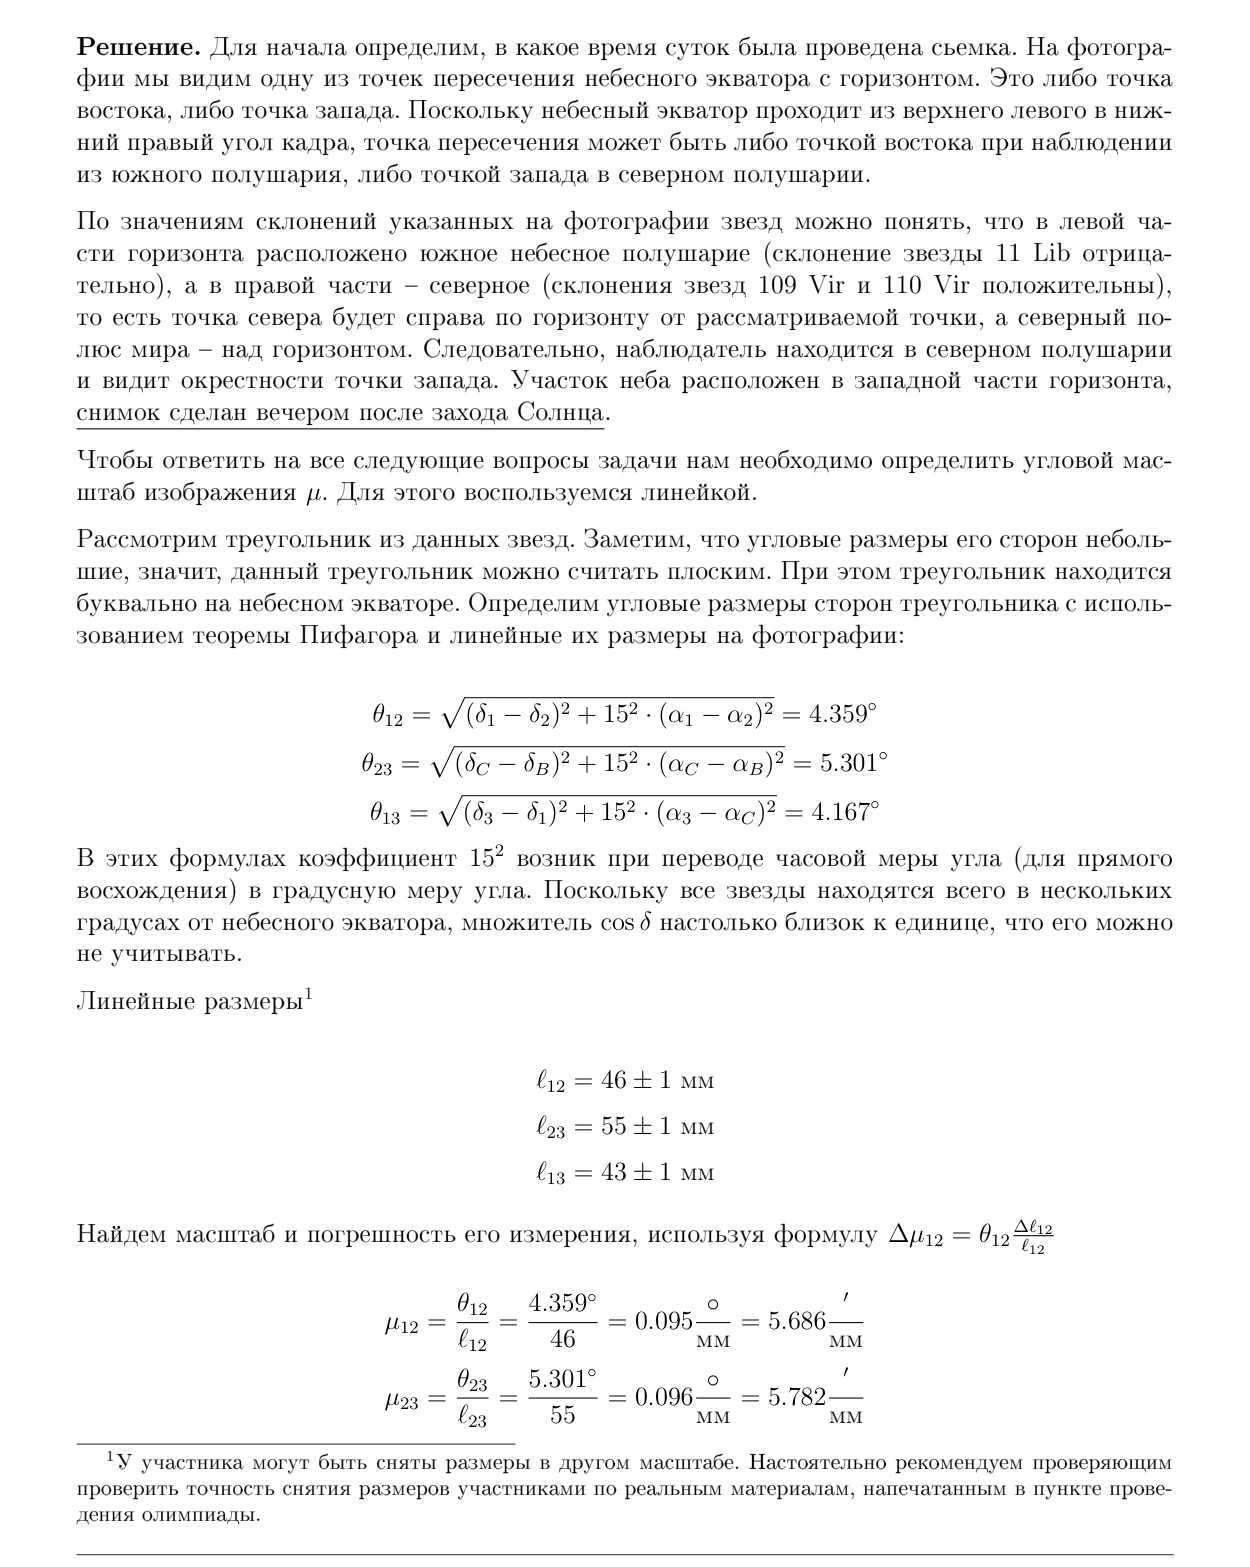 Решение. Для начала определим, в какое время суток была проведена сьемка. На фотогра-
фии мы видим одну из точек пересечения небесного экватора с горизонтом. Это либо точка
востока, либо точка запада. Поскольку небесный экватор проходит из верхнего левого в ниж-
ний правый угол кадра, точка пересечения может быть либо точкой востока при наблюдении
из южного полушария, либо точкой запада в северном полушарии.
По значениям склонений указанных на фотографии звезд можно понять, что в левой ча-
сти горизонта расположено южное небесное полушарие (склонение звезды 11 Lib отрица-
тельно), а в правой части – северное (склонения звезд 109 Vir и 110 Vir положительны),
то есть точка севера будет справа по горизонту от рассматриваемой точки, а северный по-
люс мира – над горизонтом. Следовательно, наблюдатель находится в северном полушарии
и видит окрестности точки запада. Участок неба расположен в западной части горизонта,
снимок сделан вечером после захода Солнца.
Чтобы ответить на все следующие вопросы задачи нам необходимо определить угловой мас-
штаб изображения μ. Для этого воспользуемся линейкой.
Рассмотрим треугольник из данных звезд. Заметим, что угловые размеры его сторон неболь-
шие, значит, данный треугольник можно считать плоским. При этом треугольник находится
буквально на небесном экваторе. Определим угловые размеры сторон треугольника с исполь-
зованием теоремы Пифагора и линейные их размеры на фотографии:
θ₁₂ = √((δ₁ − δ₂)² + 15² · (α₁ − α₂)²) = 4.359°
θ₂₃ = √((δ_C − δ_B)² + 15² · (α_C − α_B)²) = 5.301°
θ₁₃ = √((δ₃ − δ₁)² + 15² · (α₃ − α_C)²) = 4.167°
В этих формулах коэффициент 15² возник при переводе часовой меры угла (для прямого
восхождения) в градусную меру угла. Поскольку все звезды находятся всего в нескольких
градусах от небесного экватора, множитель cos δ настолько близок к единице, что его можно
не учитывать.
Линейные размеры¹
ℓ₁₂ = 46 ± 1 мм
ℓ₂₃ = 55 ± 1 мм
ℓ₁₃ = 43 ± 1 мм
Найдем масштаб и погрешность его измерения, используя формулу Δμ₁₂ = θ₁₂ Δℓ₁₂/ℓ₁₂
μ₁₂ = θ₁₂/ℓ₁₂ = 4.359°/46 = 0.095 °/мм = 5.686 ′/мм
μ₂₃ = θ₂₃/ℓ₂₃ = 5.301°/55 = 0.096 °/мм = 5.782 ′/мм
¹У участника могут быть сняты размеры в другом масштабе. Настоятельно рекомендуем проверяющим
проверить точность снятия размеров участниками по реальным материалам, напечатанным в пункте прове-
дения олимпиады.